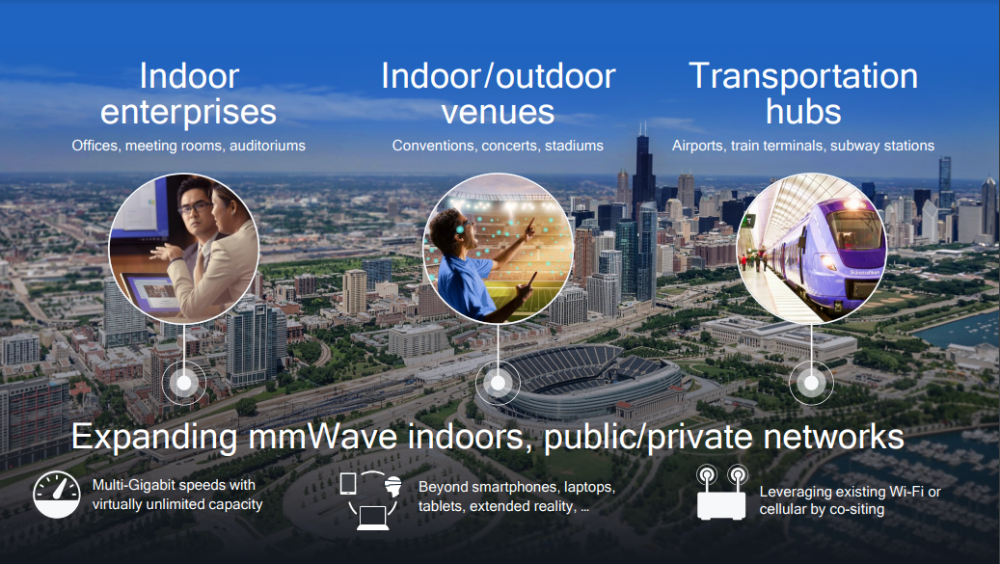 Indoor
enterprises
Offices, meeting rooms, auditoriums
Indoor/outdoor
venues
Conventions, concerts, stadiums
Transportation
hubs
Airports, train terminals, subway stations
Expanding mmWave indoors, public/private networks
Multi-Gigabit speeds with
virtually unlimited capacity
Beyond smartphones, laptops,
tablets, extended reality, ...
Leveraging existing Wi-Fi or
cellular by co-siting